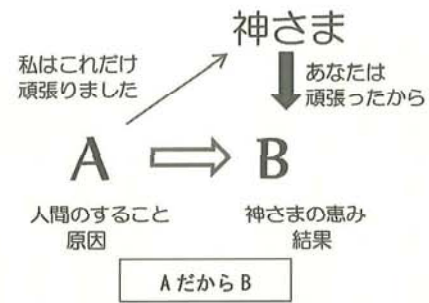 神さま
私はこれだけ
頑張りました
あなたは
頑張ったから
A
B
人間のすること
原因
神さまの恵み
結果
AだからB